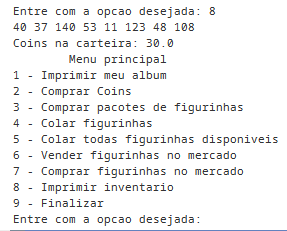 Entre com a opcao desejada: 8
40 37 140 53 11 123 48 108
Coins na carteira: 30.0
Menu principal
1 - Imprimir meu album
2 - Comprar Coins
3 - Comprar pacotes de figurinhas
4 - Colar figurinhas
5 - Colar todas figurinhas disponiveis
6 - Vender figurinhas no mercado
7 - Comprar figurinhas no mercado
8 - Imprimir inventario
9 - Finalizar
Entre com a opcao desejada: